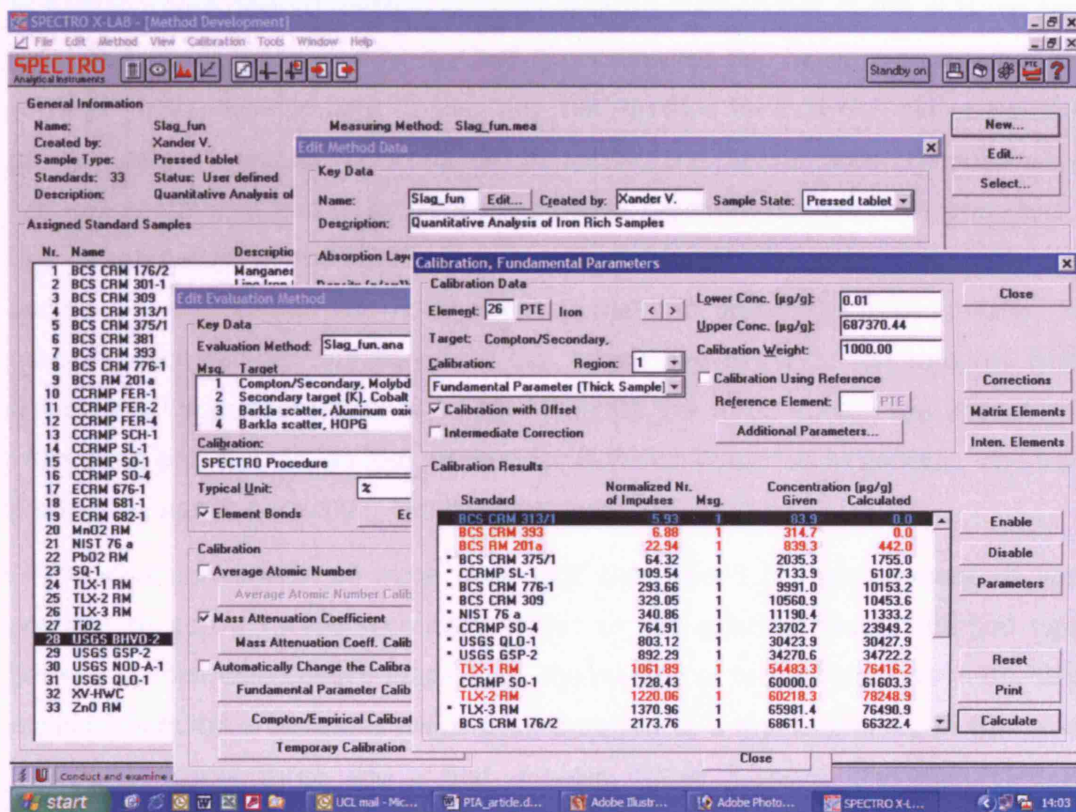 SPECTRO X-LAB - [Method Development]
File Edit Method View Calibration Tools Window Help
SPECTRO
Analytical Instruments
Standby on
PTE
General Information
Name: Slag_fun Measuring Method: Slag_fun.mea
Created by: Xander V.
Sample Type: Pressed tablet
Standards: 33 Status: User defined
Description: Quantitative Analysis of
New...
Edit...
Select...
Assigned Standard Samples
Nr. Name Descriptio
1 BCS CRM 176/2 Manganes
2 BCS CRM 301-1
3 BCS CRM 309
4 BCS CRM 313/1
5 BCS CRM 375/1
6 BCS CRM 381
7 BCS CRM 393
8 BCS CRM 776-1
9 BCS RM 201a
10 CCRMP FER-1
11 CCRMP FER-2
12 CCRMP FER-4
13 CCRMP SCH-1
14 CCRMP SL-1
15 CCRMP SO-1
16 CCRMP SO-4
17 ECRM 676-1
18 ECRM 681-1
19 ECRM 682-1
20 MnO2 RM
21 NIST 76 a
22 PbO2 RM
23 SQ-1
24 TLX-1 RM
25 TLX-2 RM
26 TLX-3 RM
27 TiO2
28 USGS BHVO-2
29 USGS GSP-2
30 USGS NOD-A-1
31 USGS QLO-1
32 XV-HWC
33 ZnO RM
Edit Method Data
Key Data
Name: Slag_fun Edit... Created by: Xander V. Sample State: Pressed tablet
Description: Quantitative Analysis of Iron Rich Samples
Absorption Laye
Edit Evaluation Method
Key Data
Evaluation Method: Slag_fun.ana
Msg. Target
1 Compton/Secondary, Molybd
2 Secondary target (K), Cobalt
3 Barkla scatter, Aluminum oxi
4 Barkla scatter, HOPG
Calibration:
SPECTRO Procedure
Typical Unit: %
Element Bonds Ec
Calibration
Average Atomic Number
Average Atomic Number Calib
Mass Attenuation Coefficient
Mass Attenuation Coeff. Calib
Automatically Change the Calibra
Fundamental Parameter Calib
Compton/Empirical Calibrat
Temporary Calibration
Close
Calibration, Fundamental Parameters
Calibration Data
Element: 26 PTE Iron < >
Target: Compton/Secondary,
Calibration: Region: 1
Fundamental Parameter (Thick Sample)
Calibration with Offset
Intermediate Correction
Lower Conc. (µg/g): 0.01
Upper Conc. (µg/g): 687370.44
Calibration Weight: 1000.00
Calibration Using Reference
Reference Element: PTE
Additional Parameters...
Close
Corrections
Matrix Elements
Inten. Elements
Calibration Results
Normalized Nr. Concentration (µg/g)
Standard of Impulses Msg. Given Calculated
BCS CRM 313/1 5.93 1 83.9 0.0
BCS CRM 393 6.88 1 314.7 0.0
BCS RM 201a 22.94 1 839.3 442.0
* BCS CRM 375/1 64.32 1 2035.3 1755.0
* CCRMP SL-1 109.54 1 7133.9 6107.3
* BCS CRM 776-1 293.66 1 9991.0 10153.2
* BCS CRM 309 329.05 1 10560.9 10453.6
* NIST 76 a 340.86 1 11190.4 11333.2
* CCRMP SO-4 764.91 1 23702.7 23949.2
* USGS QLO-1 803.12 1 30423.9 30427.9
* USGS GSP-2 892.29 1 34270.6 34722.2
TLX-1 RM 1061.89 1 54483.3 76416.2
CCRMP SO-1 1728.43 1 60000.0 61603.3
TLX-2 RM 1220.06 1 60218.3 78248.9
* TLX-3 RM 1370.96 1 65981.4 76490.9
BCS CRM 176/2 2173.76 1 68611.1 66322.4
Enable
Disable
Parameters
Reset
Print
Calculate
Conduct and examine
start UCL mail - Mic... PIA_article.d... Adobe Illustr... Adobe Photo... SPECTRO X-L... 14:03